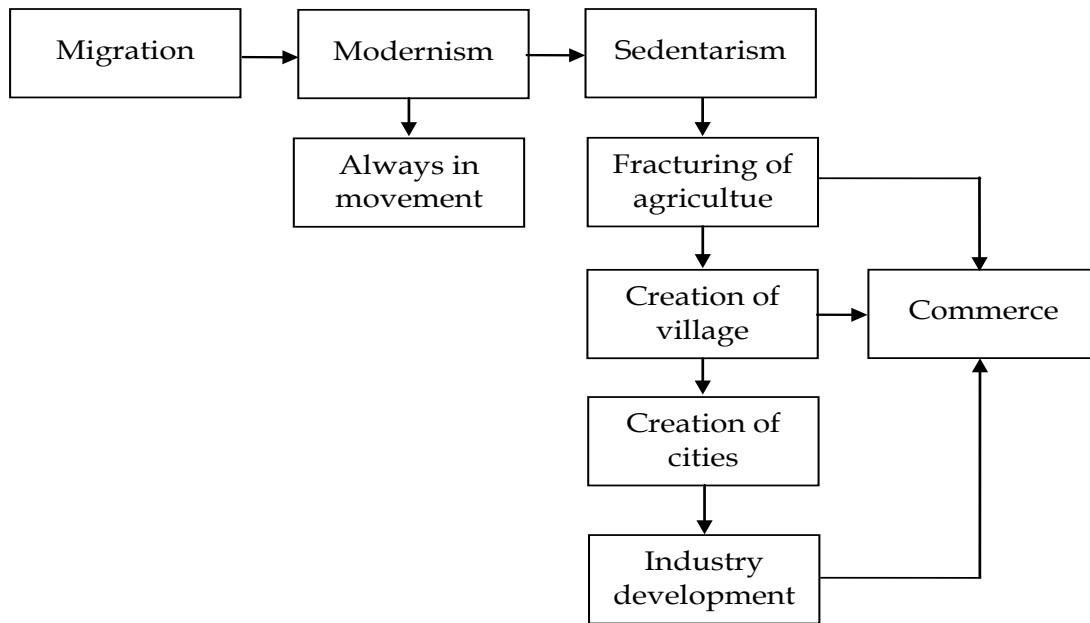 Migration
Modernism
Sedentarism
Always in
movement
Fracturing of
agricultue
Creation of
village
Commerce
Creation of
cities
Industry
development